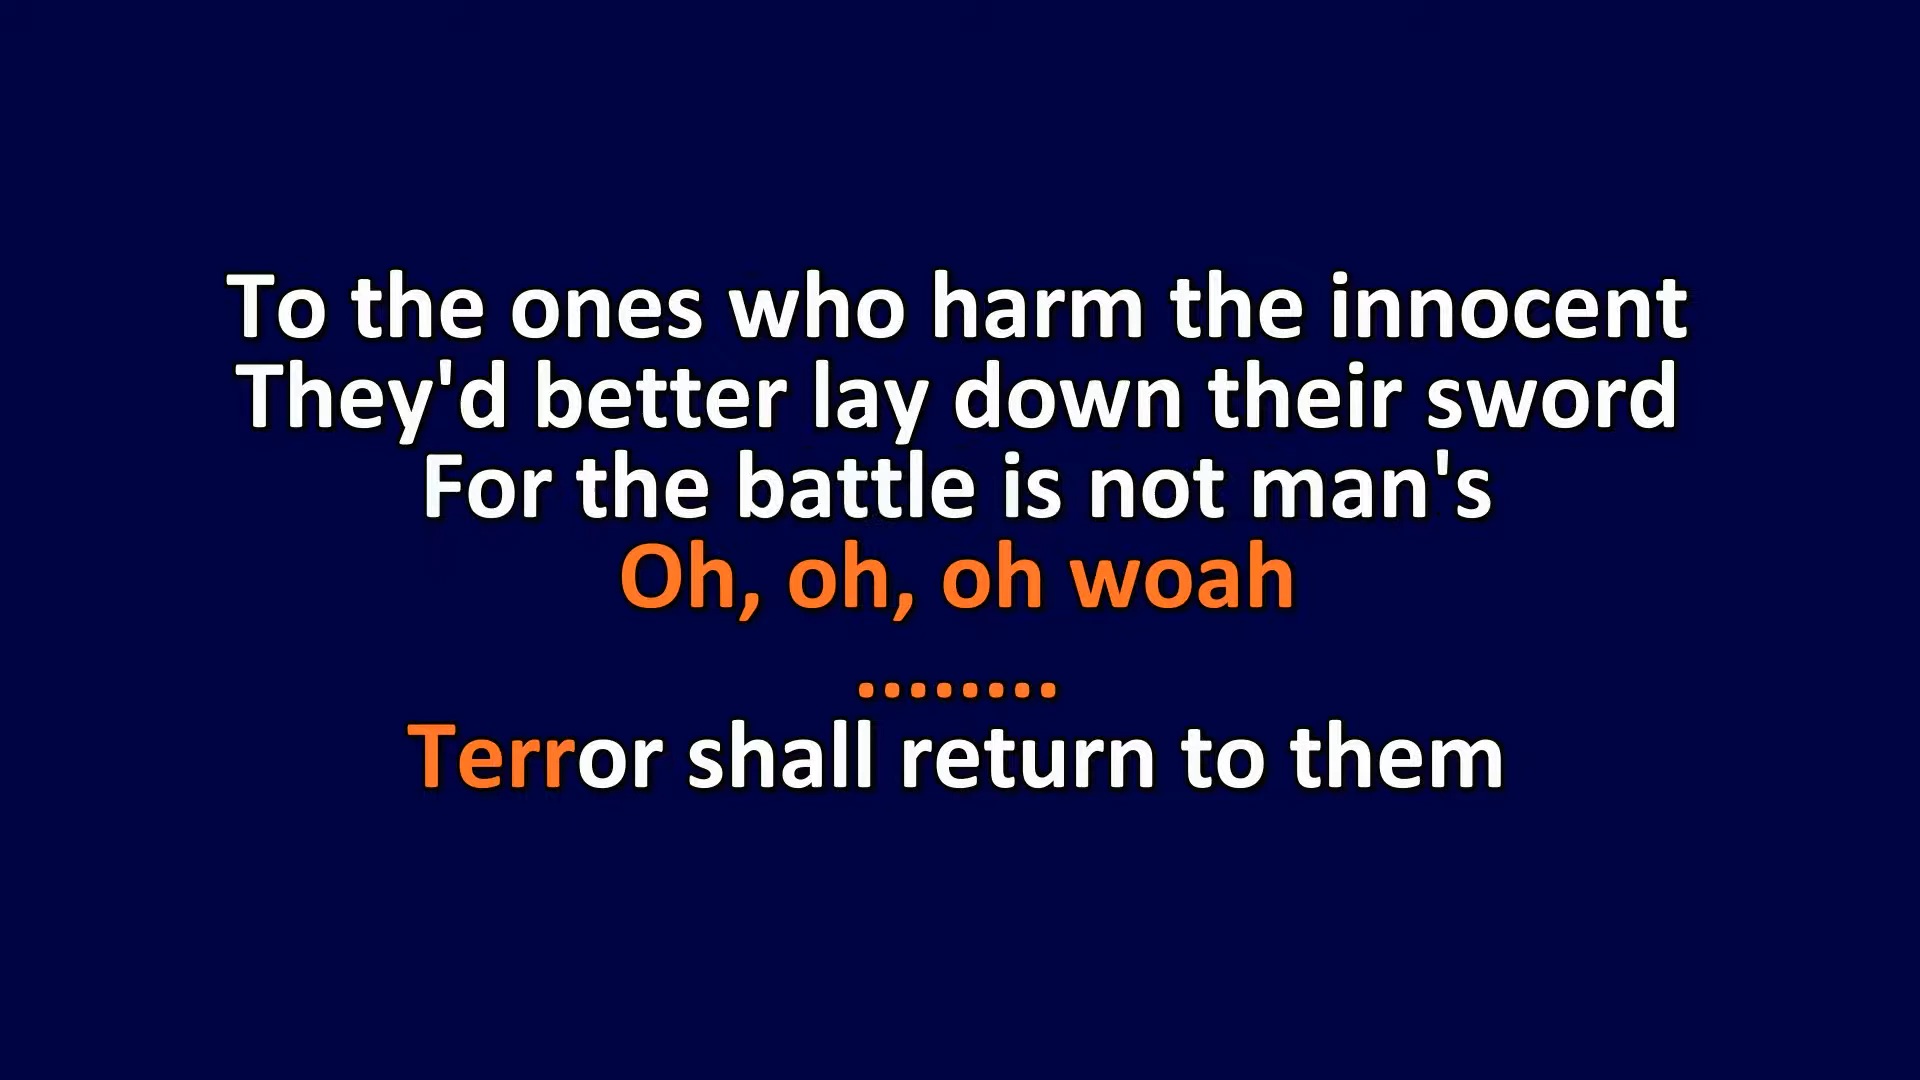 To the ones who harm the innocent
They'd better lay down their sword
For the battle is not man's
Oh, oh, oh woah
........
Terror shall return to them